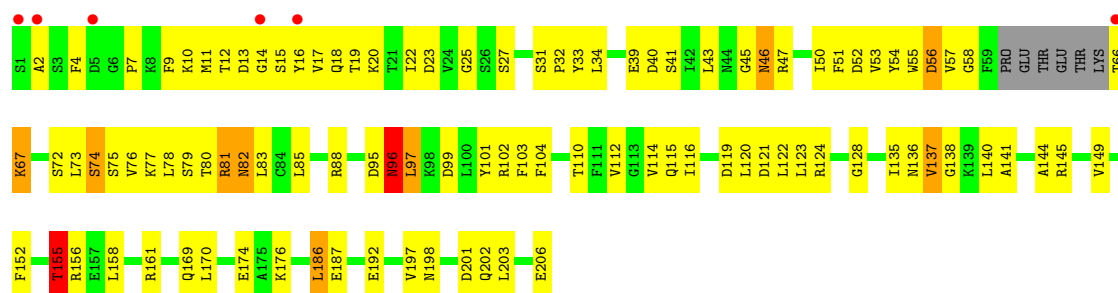 S1 A2 S3 F4 D5 G6 P7 K8 F9 K10 M11 T12 D13 G14 S15 Y16 V17 Q18 T19 K20 T21 I22 D23 V24 G25 S26 S27 S31 P32 Y33 L34 E39 D40 S41 I42 L43 N44 G45 N46 R47 I50 F51 D52 V53 Y54 W55 D56 V57 G58 F59 PRO GLU THR GLU THR THR LYS T66
K67 S72 L73 S74 S75 V76 K77 L78 S79 T80 R81 N82 L83 C84 L85 R88 D95 N96 L97 K98 D99 L100 Y101 R102 F103 F104 T110 F111 V112 G113 V114 Q115 I116 D119 L120 D121 L122 L123 R124 G128 I135 N136 V137 G138 K139 L140 A141 A144 R145 V149
F152 T155 R156 E157 L158 R161 Q169 L170 E174 A175 K176 L186 E187 E192 V197 N198 D201 Q202 L203 E206